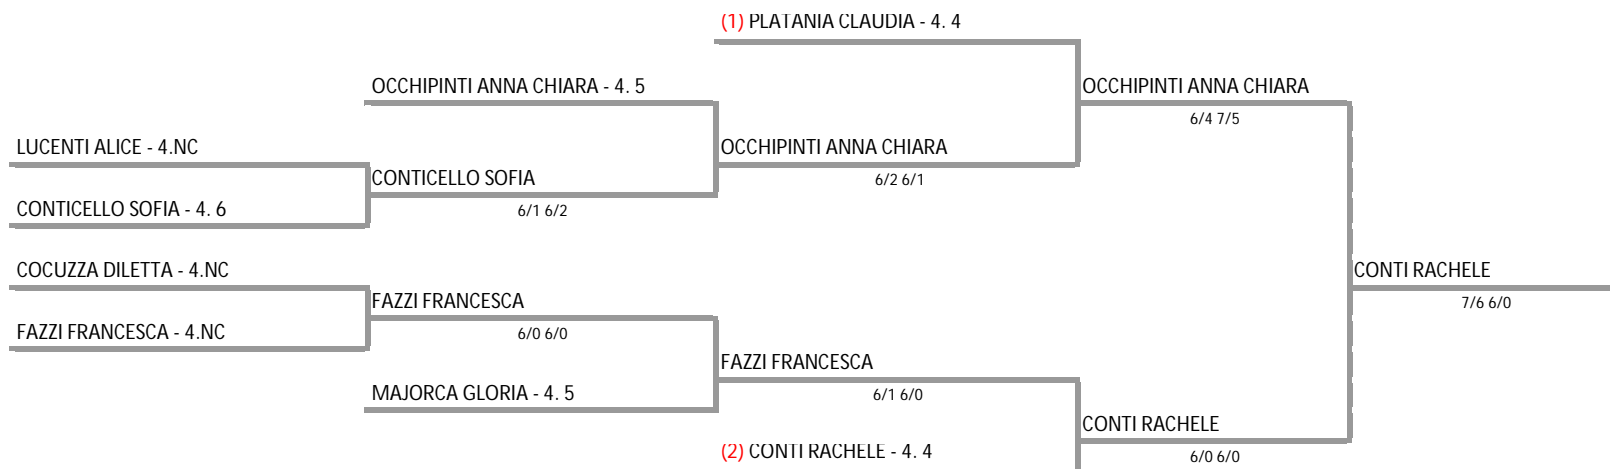 (1) PLATANIA CLAUDIA - 4. 4
OCCHIPINTI ANNA CHIARA - 4. 5
OCCHIPINTI ANNA CHIARA
6/4 7/5
LUCENTI ALICE - 4.NC
OCCHIPINTI ANNA CHIARA
6/2 6/1
CONTICELLO SOFIA
6/1 6/2
CONTICELLO SOFIA - 4. 6
COCUZZA DILETTA - 4.NC
CONTI RACHELE
7/6 6/0
FAZZI FRANCESCA
6/0 6/0
FAZZI FRANCESCA - 4.NC
FAZZI FRANCESCA
6/1 6/0
MAJORCA GLORIA - 4. 5
CONTI RACHELE
6/0 6/0
(2) CONTI RACHELE - 4. 4